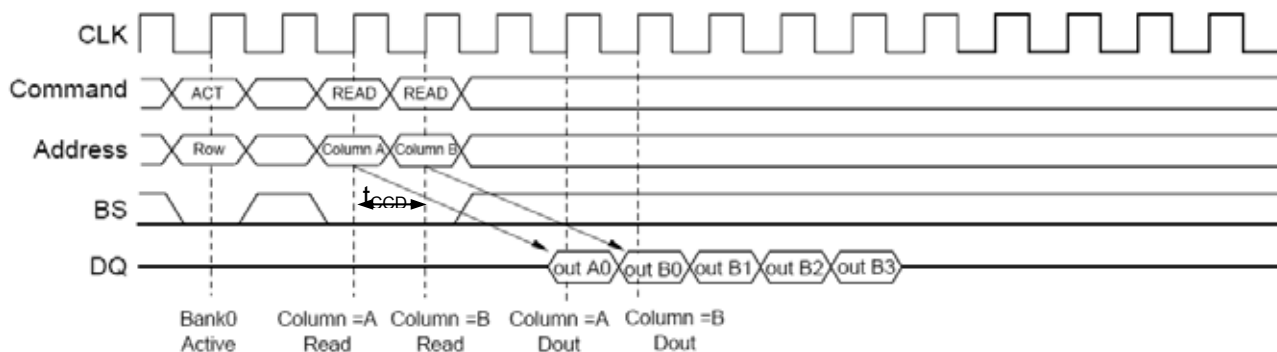 CLK
Command ACT READ READ
Address Row Column A Column B
BS tCCD
DQ out A0 out B0 out B1 out B2 out B3
Bank0 Column =A Column =B Column =A Column =B
Active Read Read Dout Dout